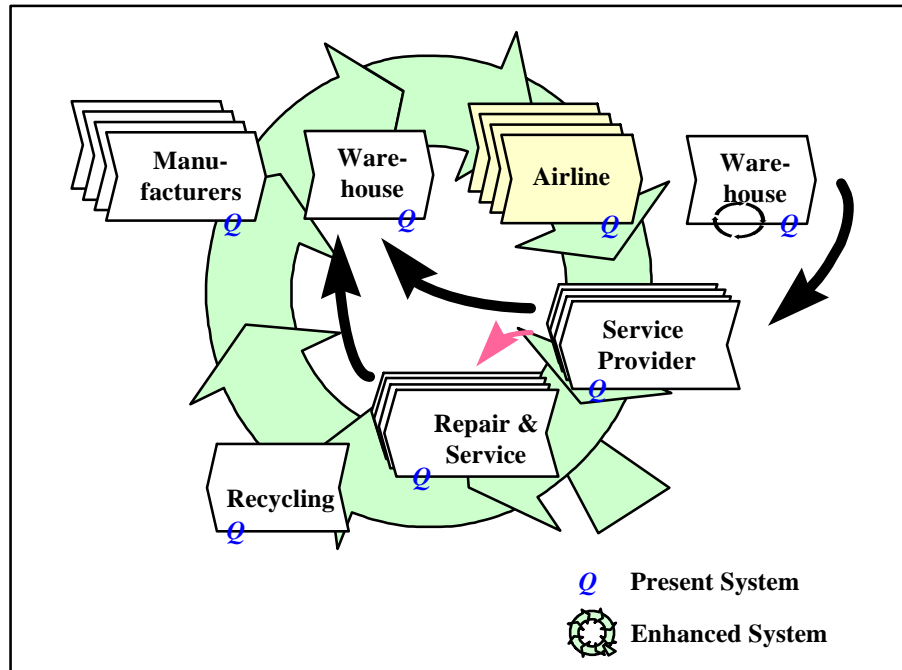 Manu-
facturers
Q
Ware-
house
Q
Airline
Q
Ware-
house
Q
Service
Provider
Q
Repair &
Service
Q
Recycling
Q
Q Present System
Enhanced System